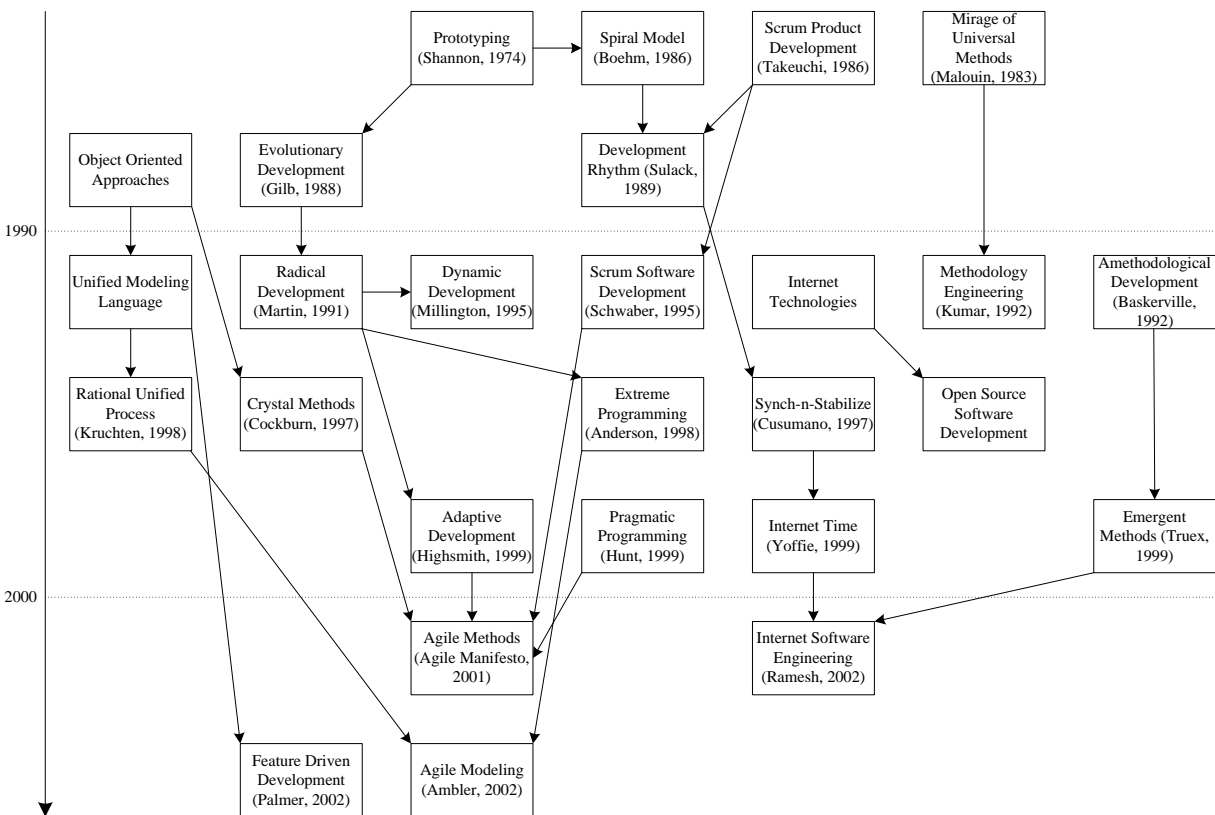 Prototyping
(Shannon, 1974)
Spiral Model
(Boehm, 1986)
Scrum Product
Development
(Takeuchi, 1986)
Mirage of
Universal
Methods
(Malouin, 1983)
Object Oriented
Approaches
Evolutionary
Development
(Gilb, 1988)
Development
Rhythm (Sulack,
1989)
1990
Unified Modeling
Language
Radical
Development
(Martin, 1991)
Dynamic
Development
(Millington, 1995)
Scrum Software
Development
(Schwaber, 1995)
Internet
Technologies
Methodology
Engineering
(Kumar, 1992)
Amethodological
Development
(Baskerville,
1992)
Rational Unified
Process
(Kruchten, 1998)
Crystal Methods
(Cockburn, 1997)
Extreme
Programming
(Anderson, 1998)
Synch-n-Stabilize
(Cusumano, 1997)
Open Source
Software
Development
Adaptive
Development
(Highsmith, 1999)
Pragmatic
Programming
(Hunt, 1999)
Internet Time
(Yoffie, 1999)
Emergent
Methods (Truex,
1999)
2000
Agile Methods
(Agile Manifesto,
2001)
Internet Software
Engineering
(Ramesh, 2002)
Feature Driven
Development
(Palmer, 2002)
Agile Modeling
(Ambler, 2002)